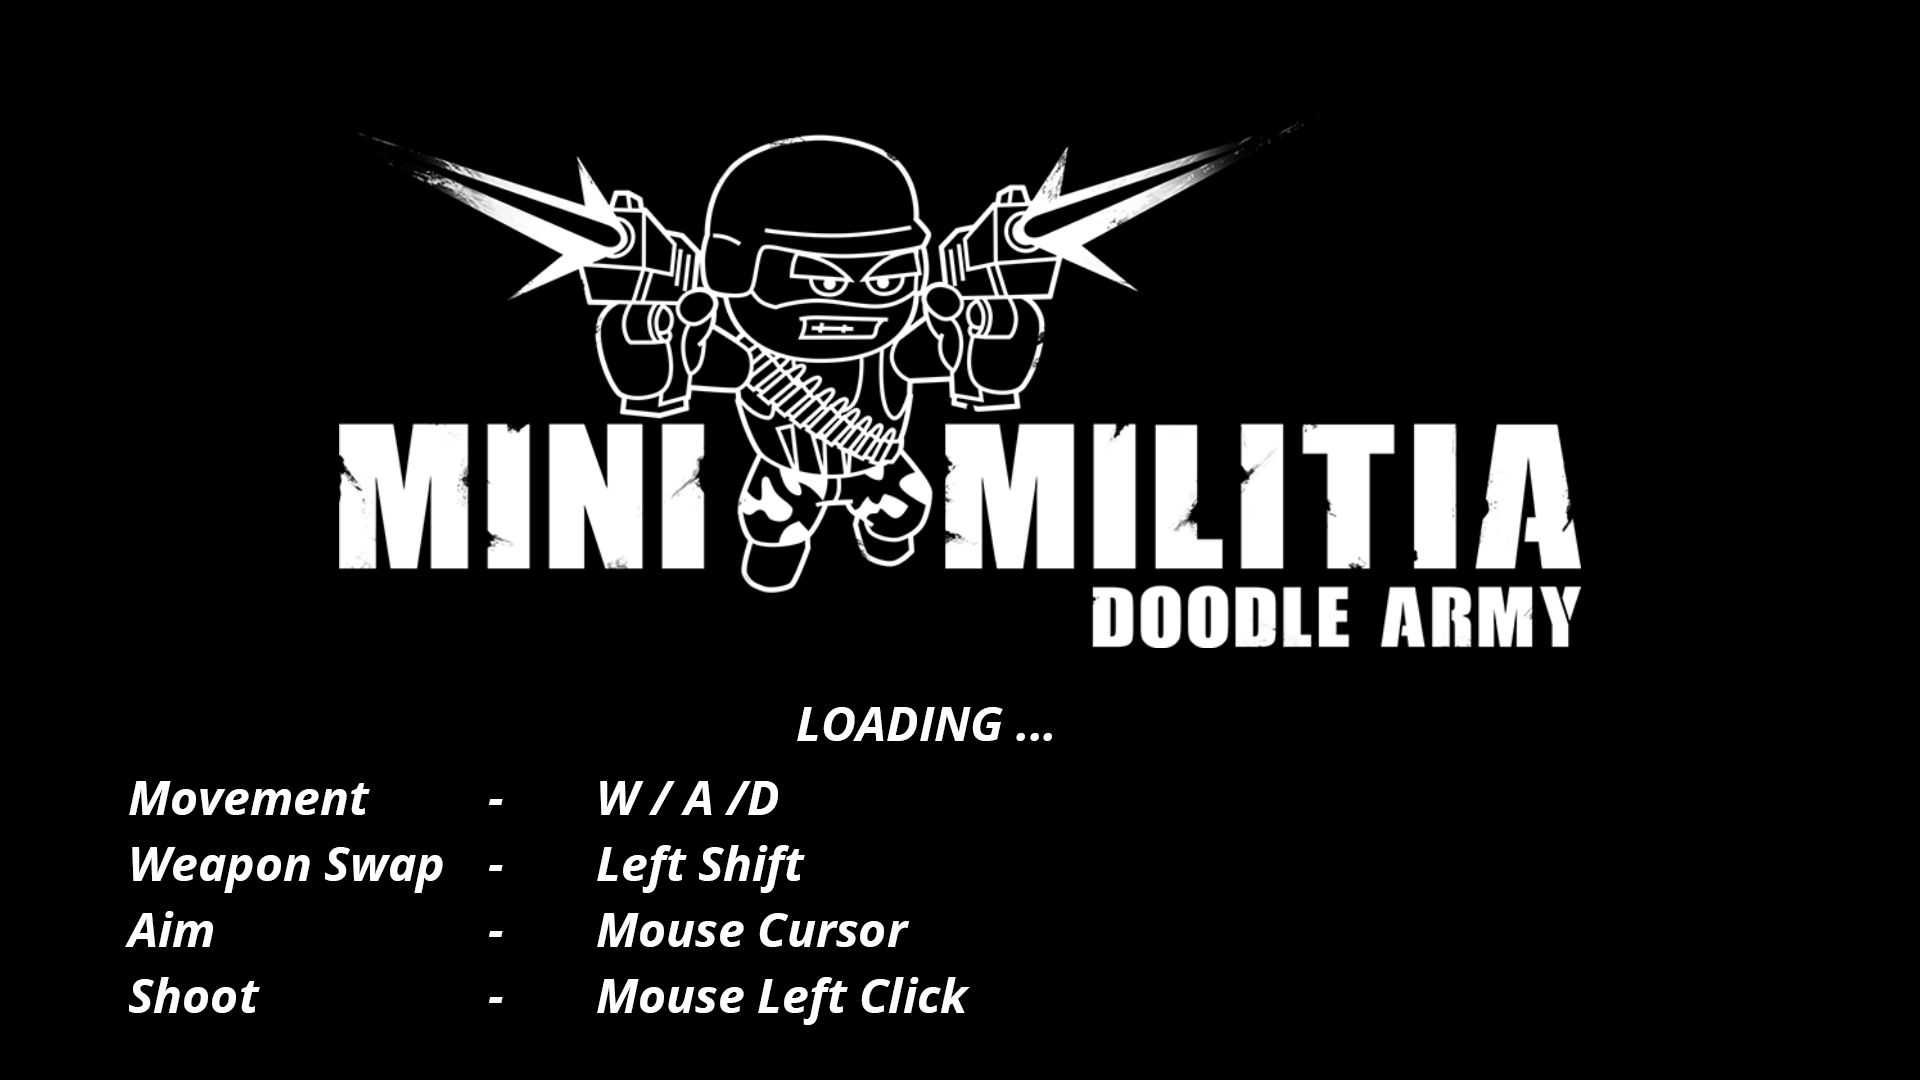 MINI MILITIA
DOODLE ARMY
LOADING ...
Movement - W / A /D
Weapon Swap - Left Shift
Aim - Mouse Cursor
Shoot - Mouse Left Click